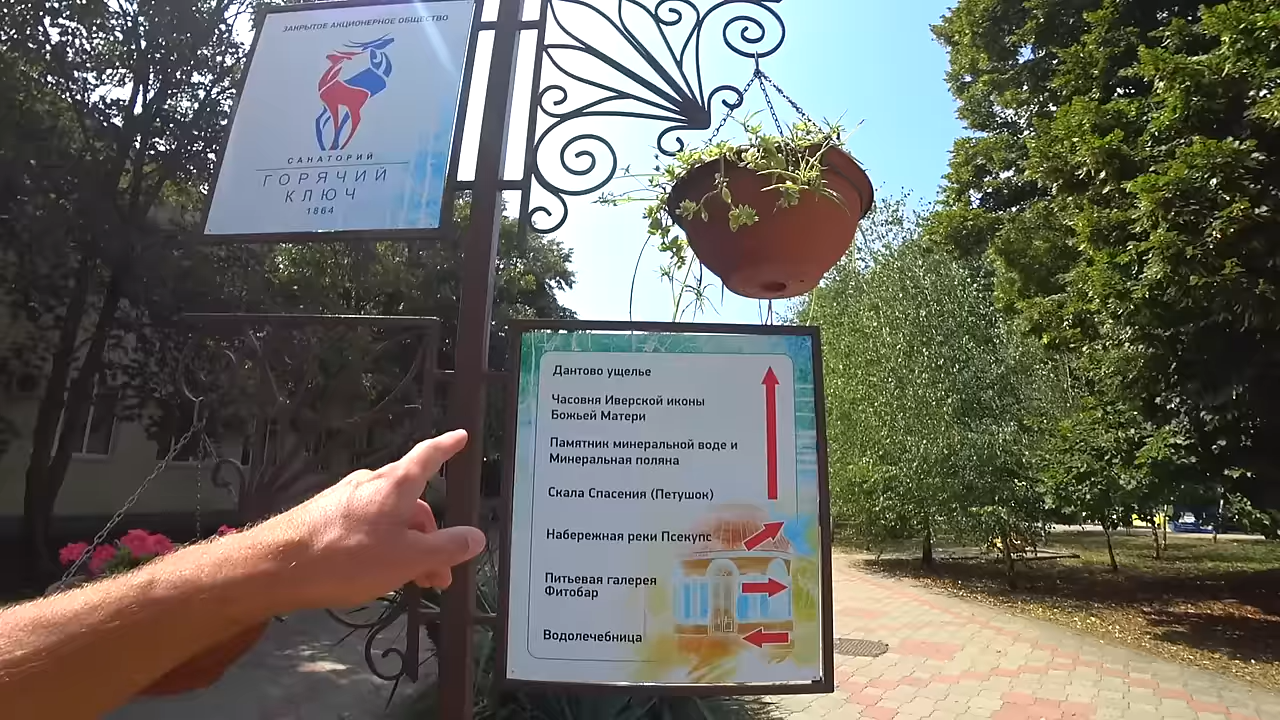 ЗАКРЫТОЕ АКЦИОНЕРНОЕ ОБЩЕСТВО
САНАТОРИЙ
ГОРЯЧИЙ
КЛЮЧ
1864
Дантово ущелье
Часовня Иверской иконы
Божьей Матери
Памятник минеральной воде и
Минеральная поляна
Скала Спасения (Петушок)
Набережная реки Псекупс
Питьевая галерея
Фитобар
Водолечебница